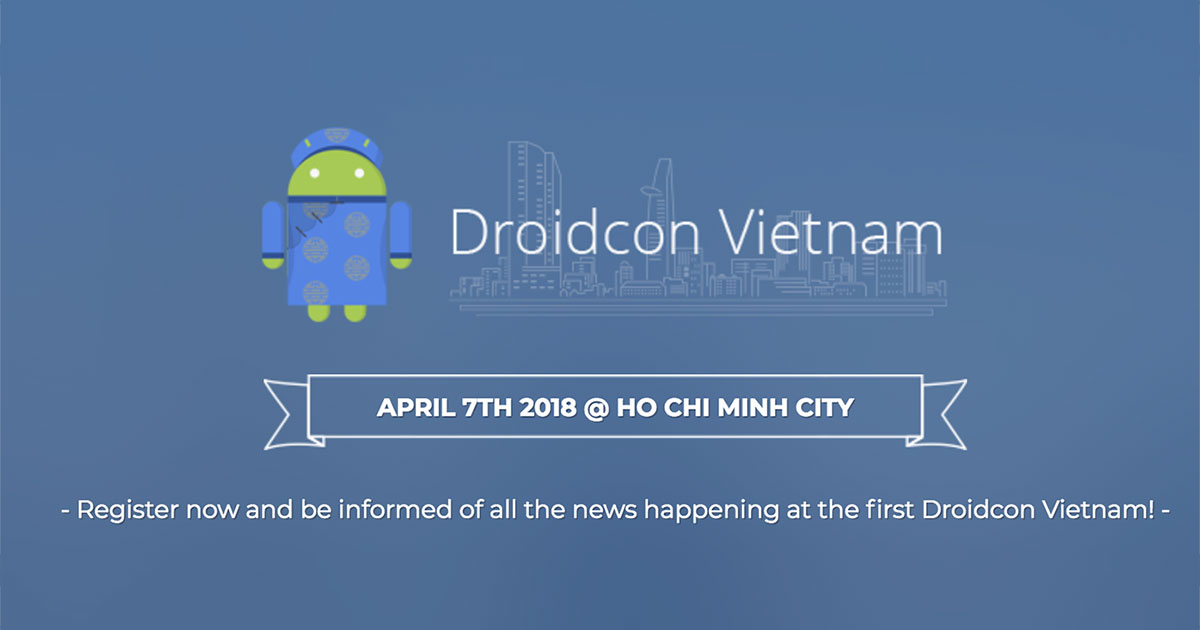 Droidcon Vietnam
APRIL 7TH 2018 @ HO CHI MINH CITY
- Register now and be informed of all the news happening at the first Droidcon Vietnam! -